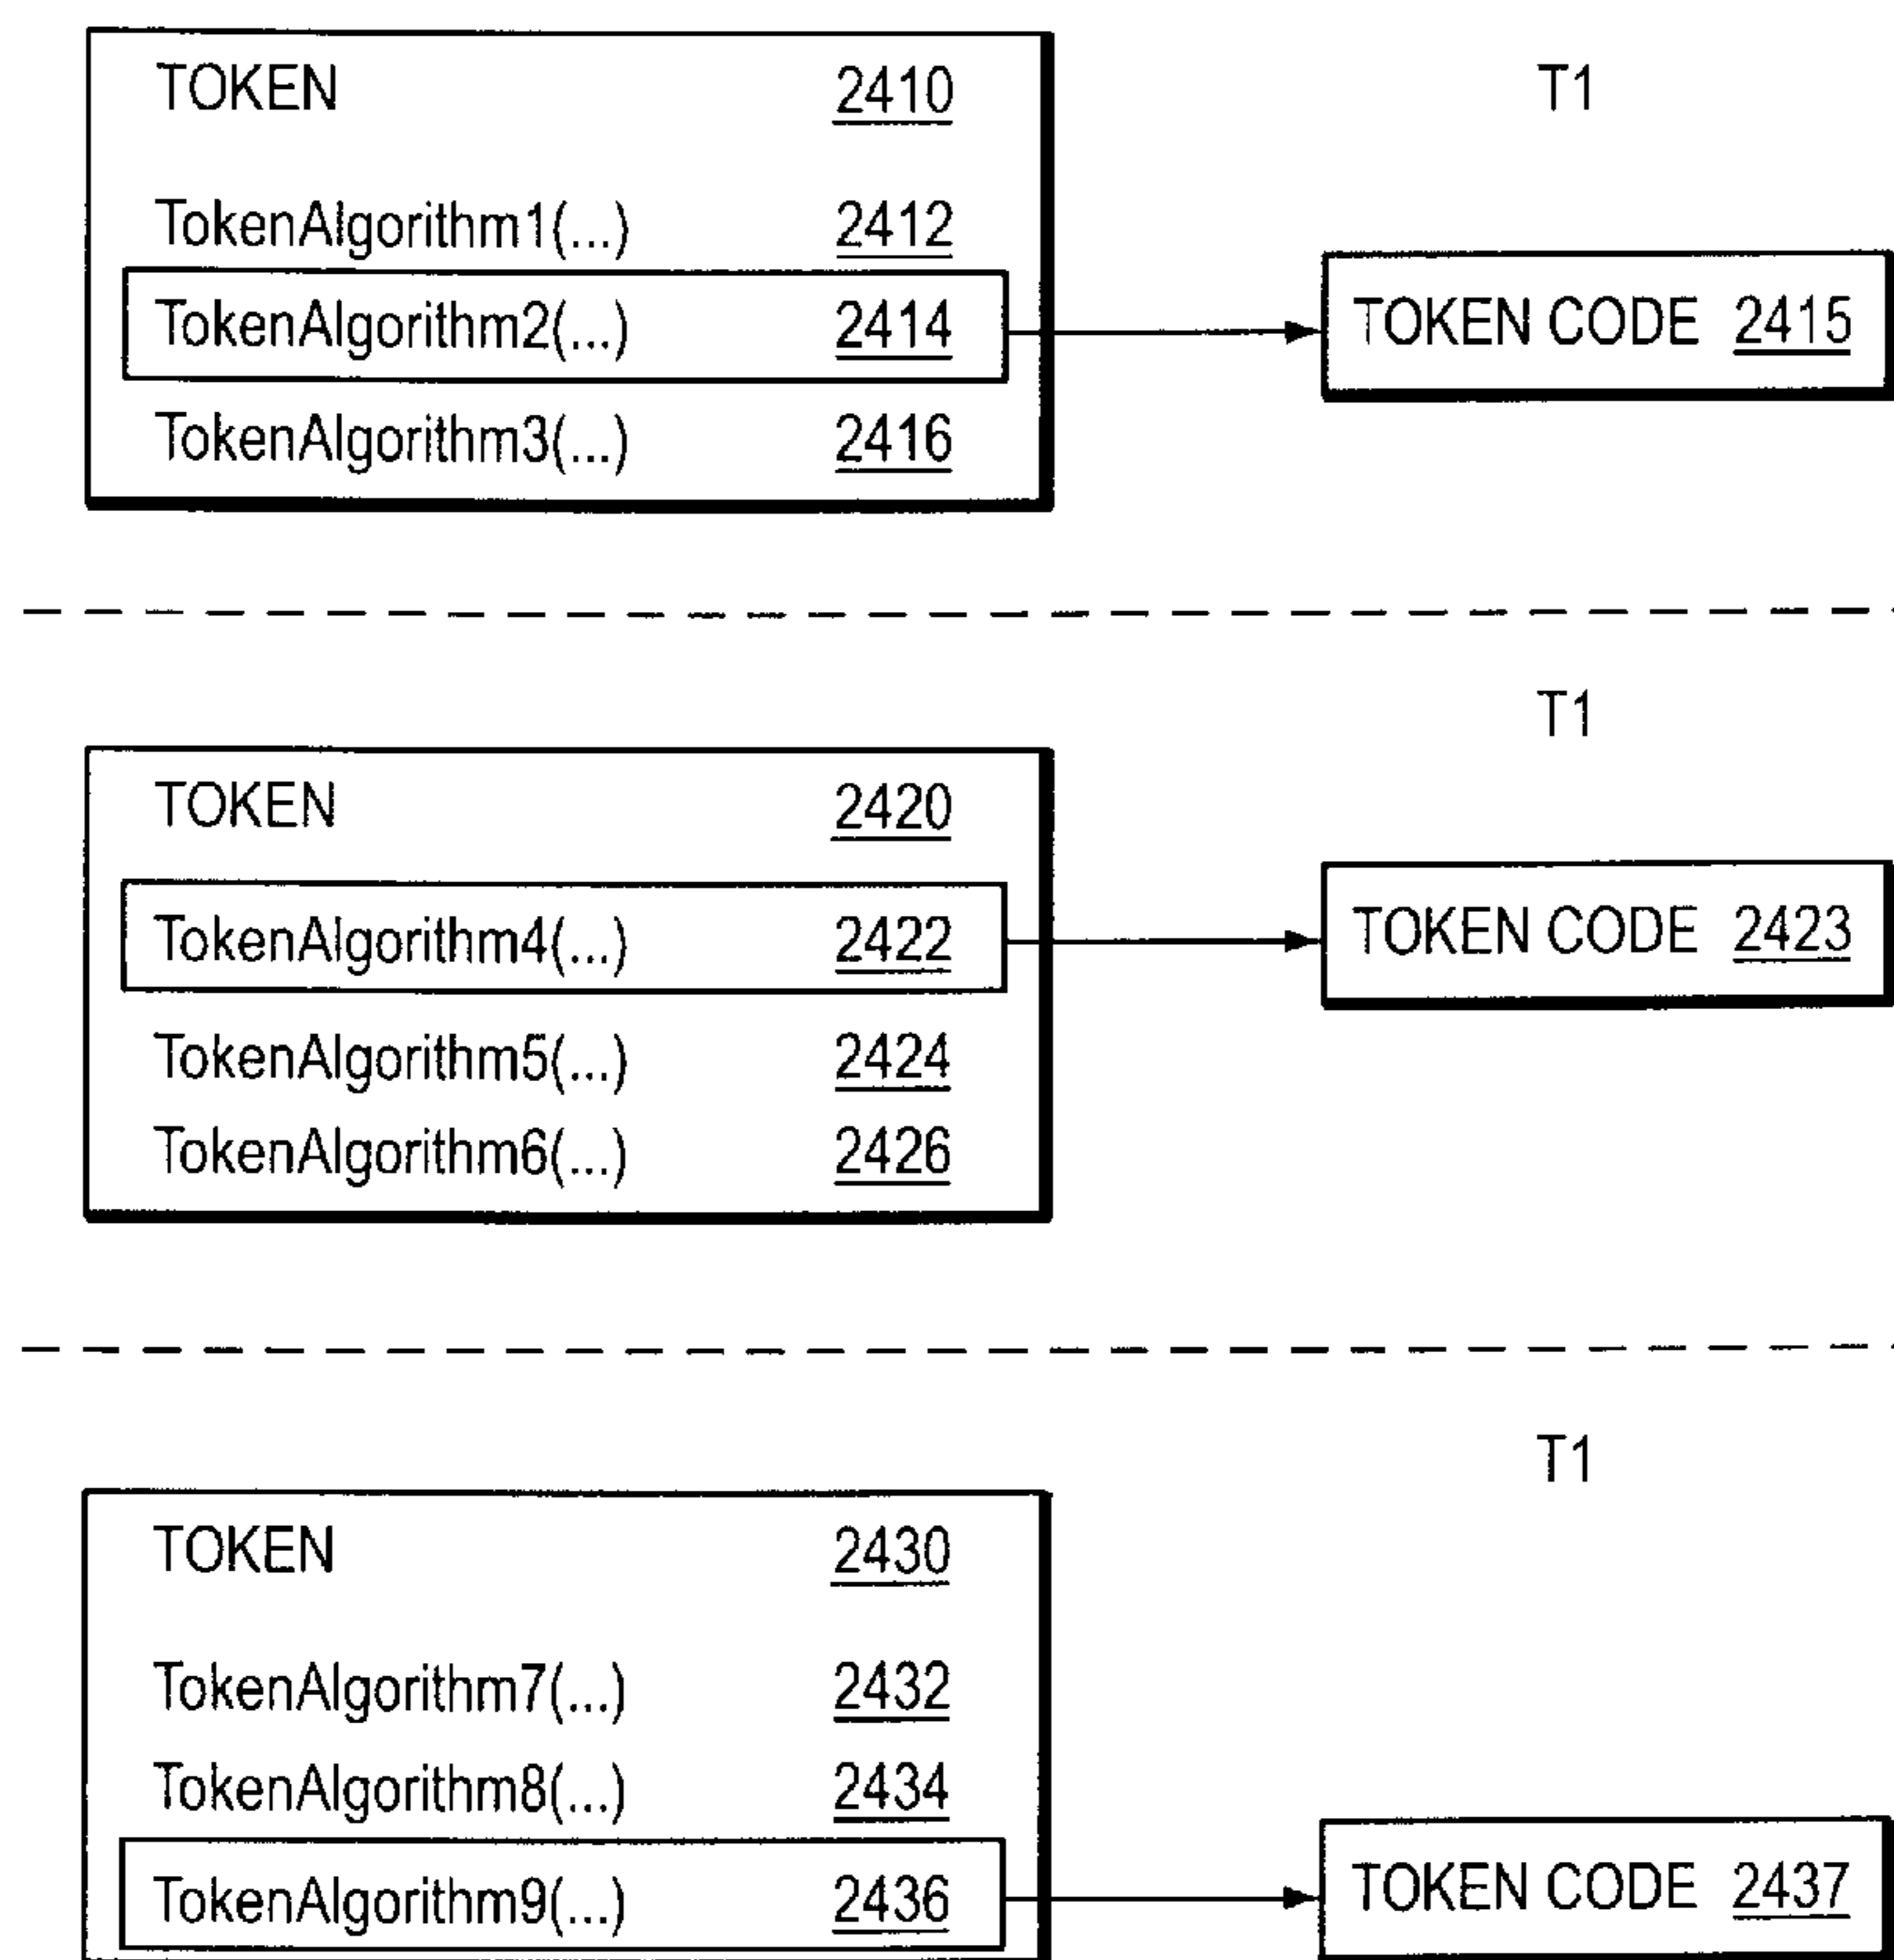 TOKEN 2410 T1
TokenAlgorithm1(...) 2412
TokenAlgorithm2(...) 2414 TOKEN CODE 2415
TokenAlgorithm3(...) 2416
T1
TOKEN 2420
TokenAlgorithm4(...) 2422 TOKEN CODE 2423
TokenAlgorithm5(...) 2424
TokenAlgorithm6(...) 2426
T1
TOKEN 2430
TokenAlgorithm7(...) 2432
TokenAlgorithm8(...) 2434
TokenAlgorithm9(...) 2436 TOKEN CODE 2437